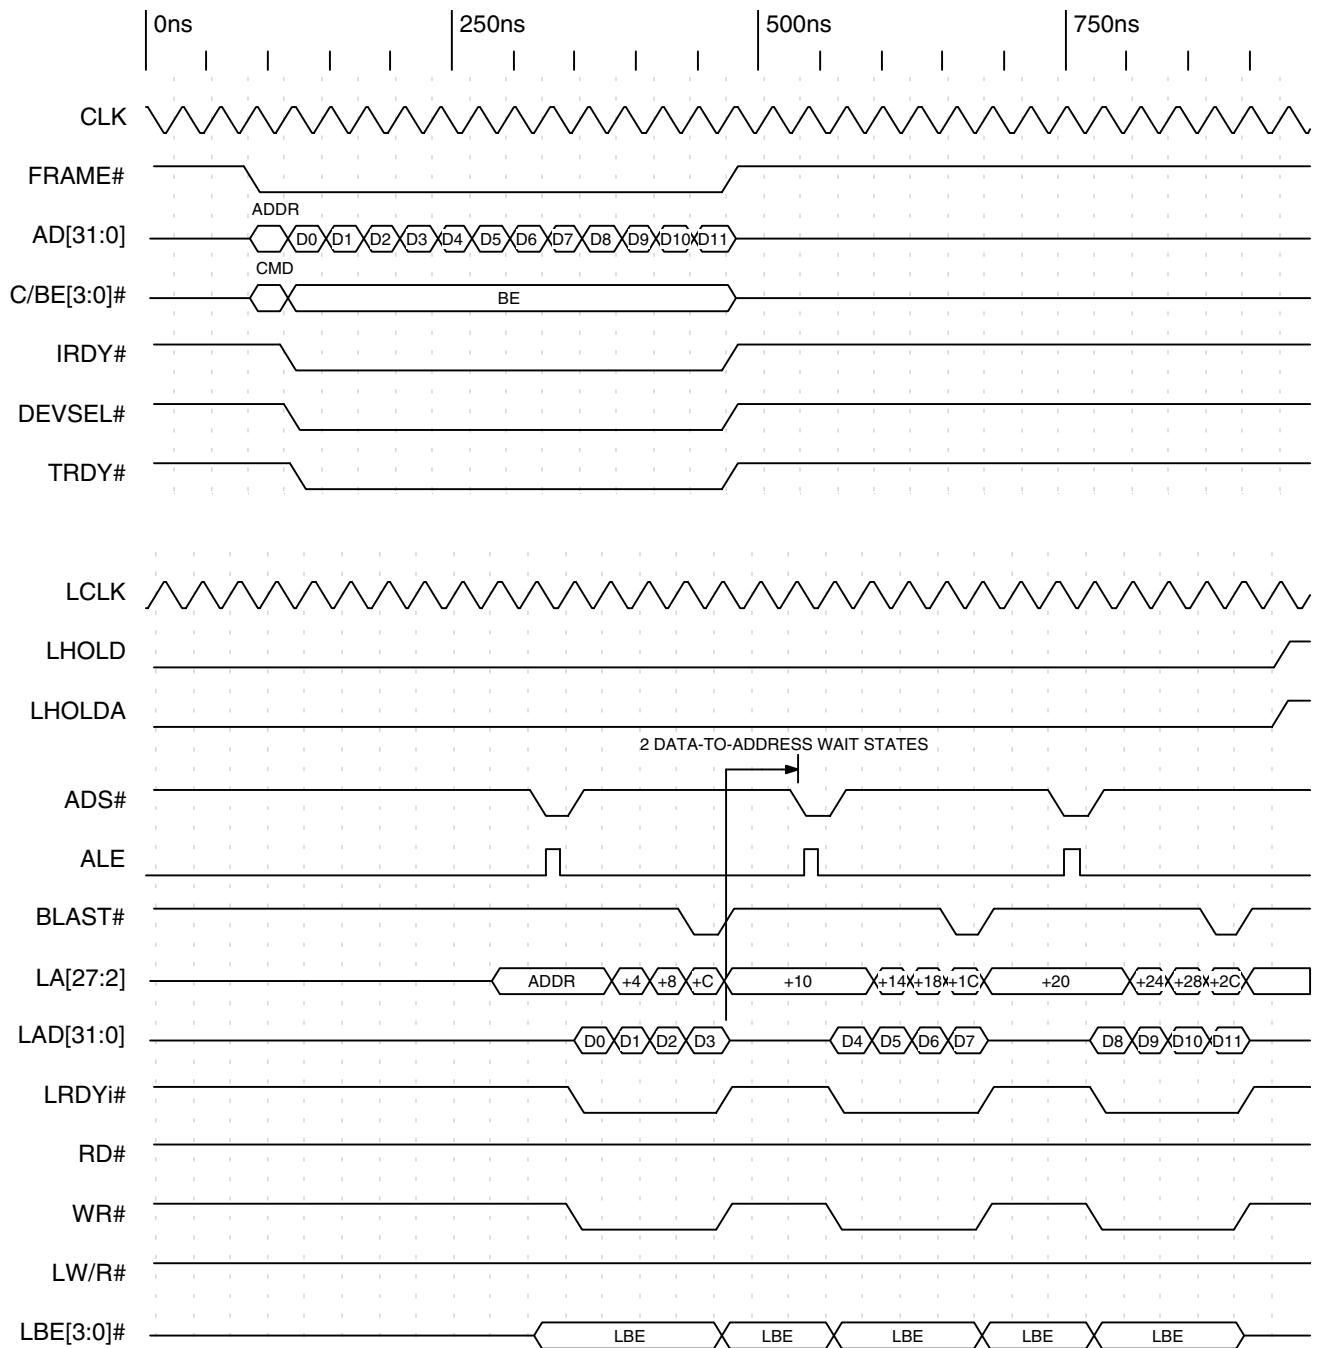 0ns 250ns 500ns 750ns
CLK
FRAME#
ADDR
AD[31:0] D0 D1 D2 D3 D4 D5 D6 D7 D8 D9 D10 D11
CMD
C/BE[3:0]# BE
IRDY#
DEVSEL#
TRDY#
LCLK
LHOLD
LHOLDA
2 DATA-TO-ADDRESS WAIT STATES
ADS#
ALE
BLAST#
LA[27:2] ADDR +4 +8 +C +10 +14 +18 +1C +20 +24 +28 +2C
LAD[31:0] D0 D1 D2 D3 D4 D5 D6 D7 D8 D9 D10 D11
LRDYi#
RD#
WR#
LW/R#
LBE[3:0]# LBE LBE LBE LBE LBE